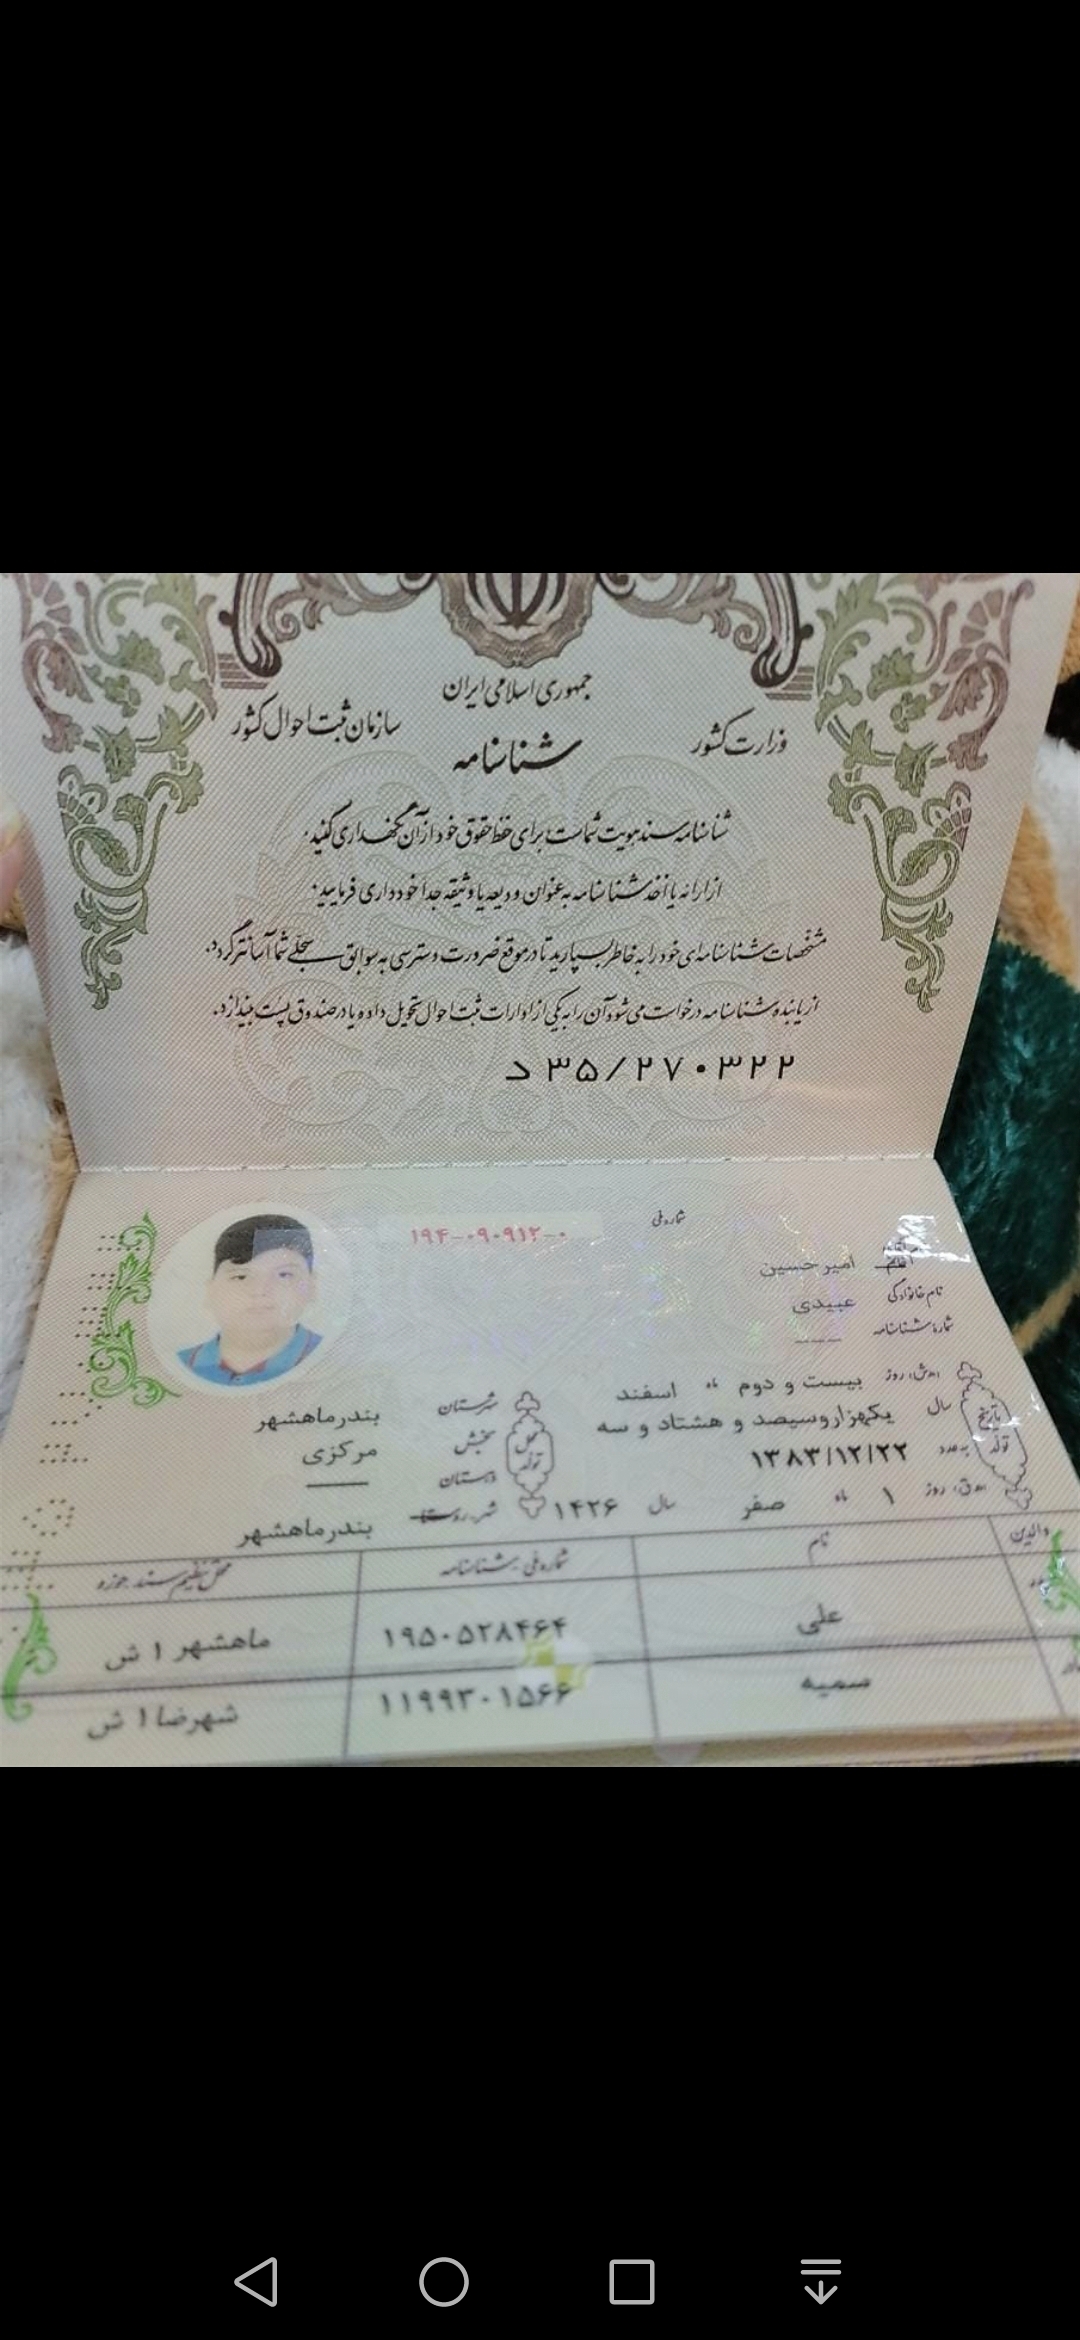 جمهوری اسلامی ایران
وزارت کشور
سازمان ثبت احوال کشور
شناسنامه
شناسنامه سند هویت شماست برای حفظ حقوق خود از آن نگهداری کنید.
از ارائه یا اخذ شناسنامه به عنوان ودیعه یا وثیقه جدا خودداری فرمایید.
مشخصات شناسنامه‌ای خود را به خاطر بسپارید تا در موقع ضرورت دسترسی به سوابق سجلی شما آسانتر گردد.
از یابنده شناسنامه درخواست می شود آن را به یکی از ادارات ثبت احوال تحویل داده یا در صندوق پست بیندازد.
د ۳۵/۲۷۰۳۲۲
شماره ملی ۱۹۴-۰۹۰۹۱۲-۰
نام امیرحسین
نام خانوادگی عبیدی
شماره شناسنامه ----
تاریخ تولد
(ه.ش) روز بیست و دوم ماه اسفند
سال یکهزاروسیصد و هشتاد و سه
به عدد ۱۳۸۳/۱۲/۲۲
(ه.ق) روز ۱ ماه صفر سال ۱۴۲۶
محل تولد
شهرستان بندرماهشهر
بخش مرکزی
دهستان ——
شهر-روستا بندرماهشهر
والدین نام شماره ملی-شناسنامه محل تنظیم سند-حوزه
علی ۱۹۵۰۵۲۸۴۶۴ ماهشهر ۱ ش
سمیه ۱۱۹۹۳۰۱۵۶۶ شهرضا ۱ ش